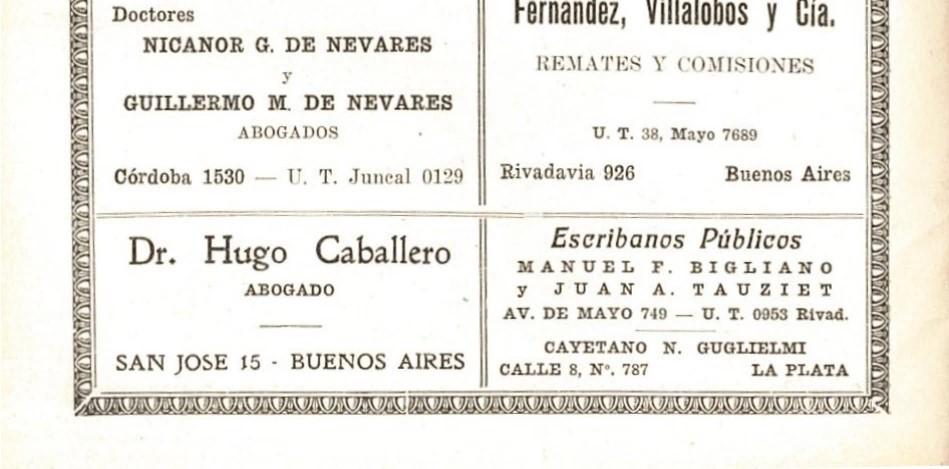 Doctores
NICANOR G. DE NEVARES
y
GUILLERMO M. DE NEVARES
ABOGADOS
Córdoba 1530 — U. T. Juncal 0129
Fernández, Villalobos y Cía.
REMATES Y COMISIONES
U. T. 38, Mayo 7689
Rivadavia 926 Buenos Aires
Dr. Hugo Caballero
ABOGADO
SAN JOSE 15 - BUENOS AIRES
Escribanos Públicos
MANUEL F. BIGLIANO
y JUAN A. TAUZIET
AV. DE MAYO 749 — U. T. 0953 Rivad.
CAYETANO N. GUGLIELMI
CALLE 8, Nº. 787 LA PLATA